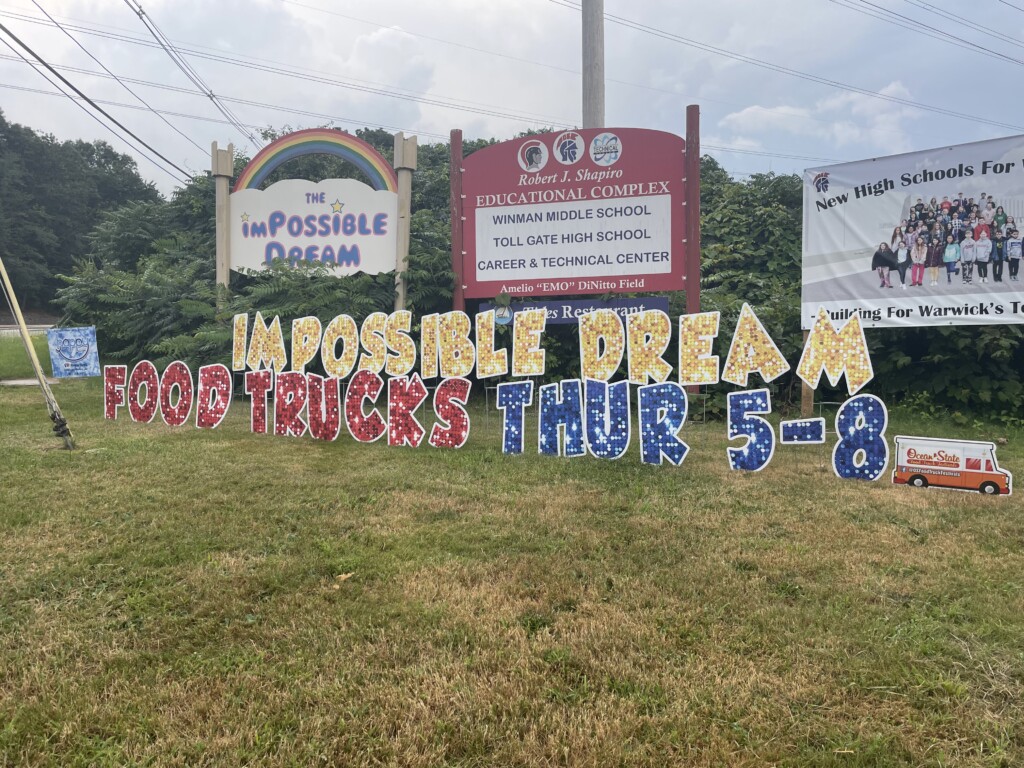 THE
imPOSSIBLE
DREAM
Robert J. Shapiro
EDUCATIONAL COMPLEX
WINMAN MIDDLE SCHOOL
TOLL GATE HIGH SCHOOL
CAREER & TECHNICAL CENTER
Amelio "EMO" DiNitto Field
Restaurant
New High Schools For
Building For Warwick's
IMPOSSIBLE DREAM
FOOD TRUCKS THUR 5-8
Ocean State